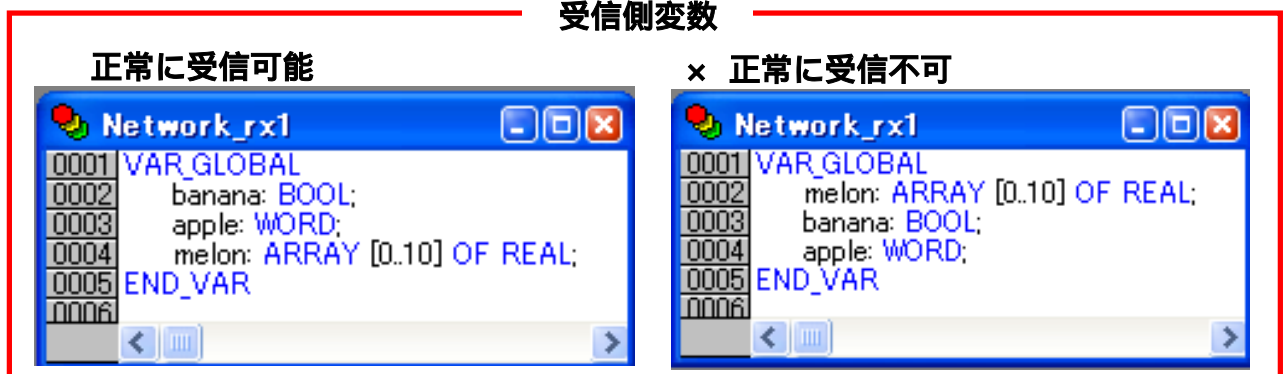 受信側変数
正常に受信可能
Network_rx1
0001 VAR_GLOBAL
0002 banana: BOOL;
0003 apple: WORD;
0004 melon: ARRAY [0..10] OF REAL;
0005 END_VAR
0006
× 正常に受信不可
Network_rx1
0001 VAR_GLOBAL
0002 melon: ARRAY [0..10] OF REAL;
0003 banana: BOOL;
0004 apple: WORD;
0005 END_VAR
0006